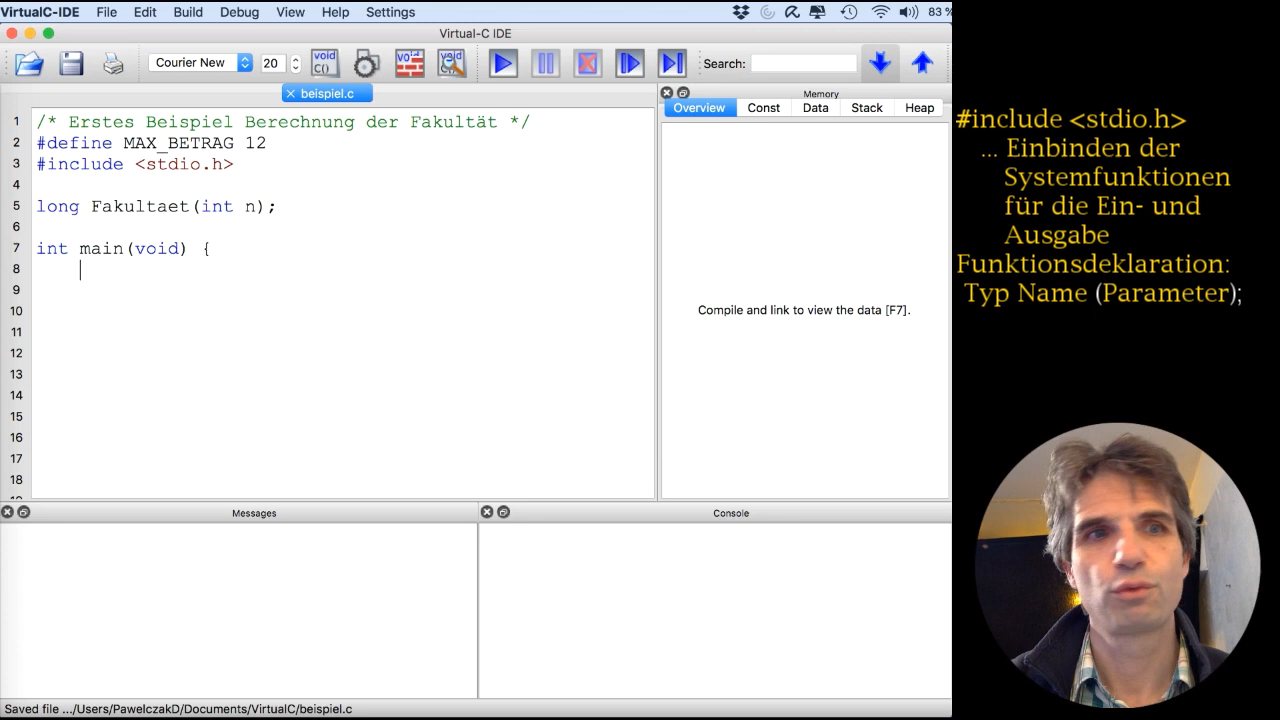 VirtualC-IDE File Edit Build Debug View Help Settings 83 %
Virtual-C IDE
Courier New 20 void C() Search:
beispiel.c
Memory
Overview Const Data Stack Heap
1 /* Erstes Beispiel Berechnung der Fakultät */
2 #define MAX_BETRAG 12
3 #include <stdio.h>
4
5 long Fakultaet(int n);
6
7 int main(void) {
8
9
10
11
12
13
14
15
16
17
18
Compile and link to view the data [F7].
Messages
Console
Saved file .../Users/PawelczakD/Documents/VirtualC/beispiel.c
#include <stdio.h>
... Einbinden der
Systemfunktionen
für die Ein- und
Ausgabe
Funktionsdeklaration:
Typ Name (Parameter);